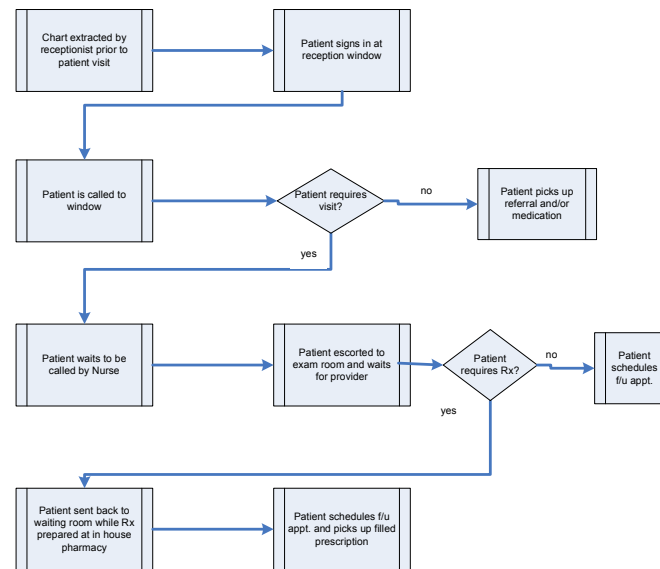 Chart extracted by
receptionist prior to
patient visit
Patient signs in at
reception window
Patient is called to
window
Patient requires
visit?
no
Patient picks up
referral and/or
medication
yes
Patient waits to be
called by Nurse
Patient escorted to
exam room and waits
for provider
Patient
requires Rx?
no
Patient
schedules
f/u appt.
yes
Patient sent back to
waiting room while Rx
prepared at in house
pharmacy
Patient schedules f/u
appt. and picks up filled
prescription